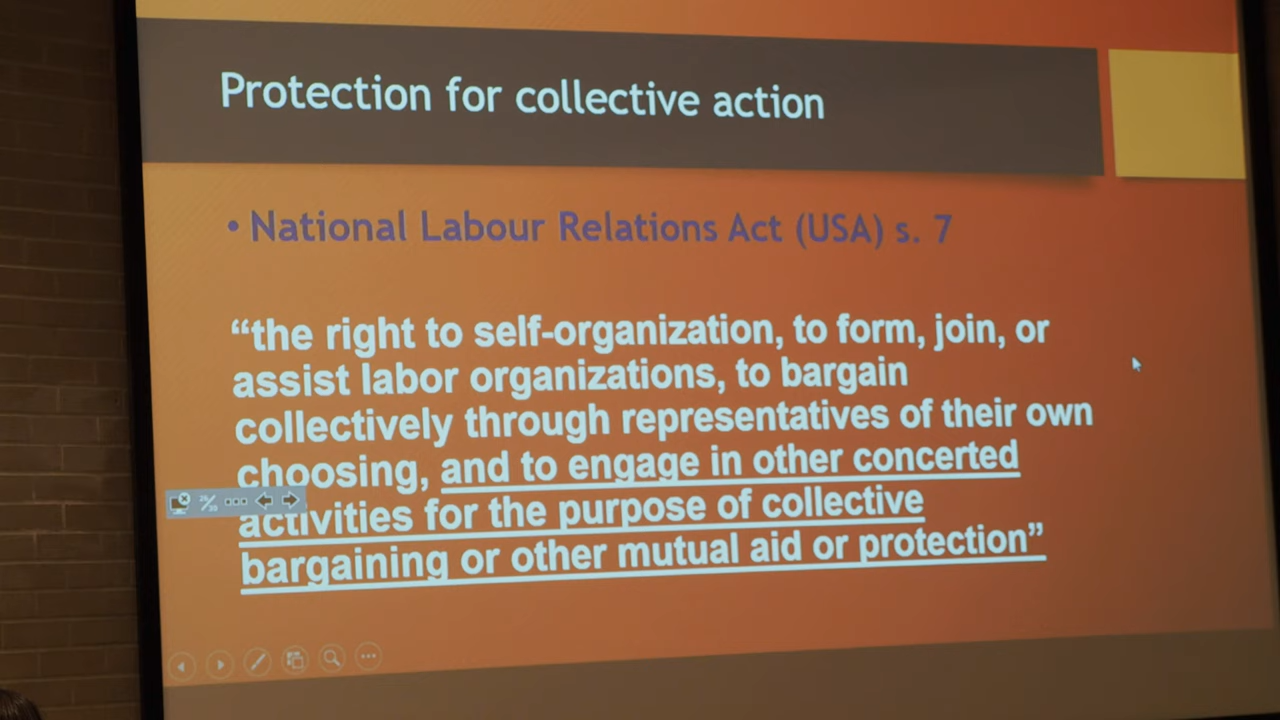 Protection for collective action
• National Labour Relations Act (USA) s. 7
“the right to self-organization, to form, join, or
assist labor organizations, to bargain
collectively through representatives of their own
choosing, and to engage in other concerted
activities for the purpose of collective
bargaining or other mutual aid or protection”